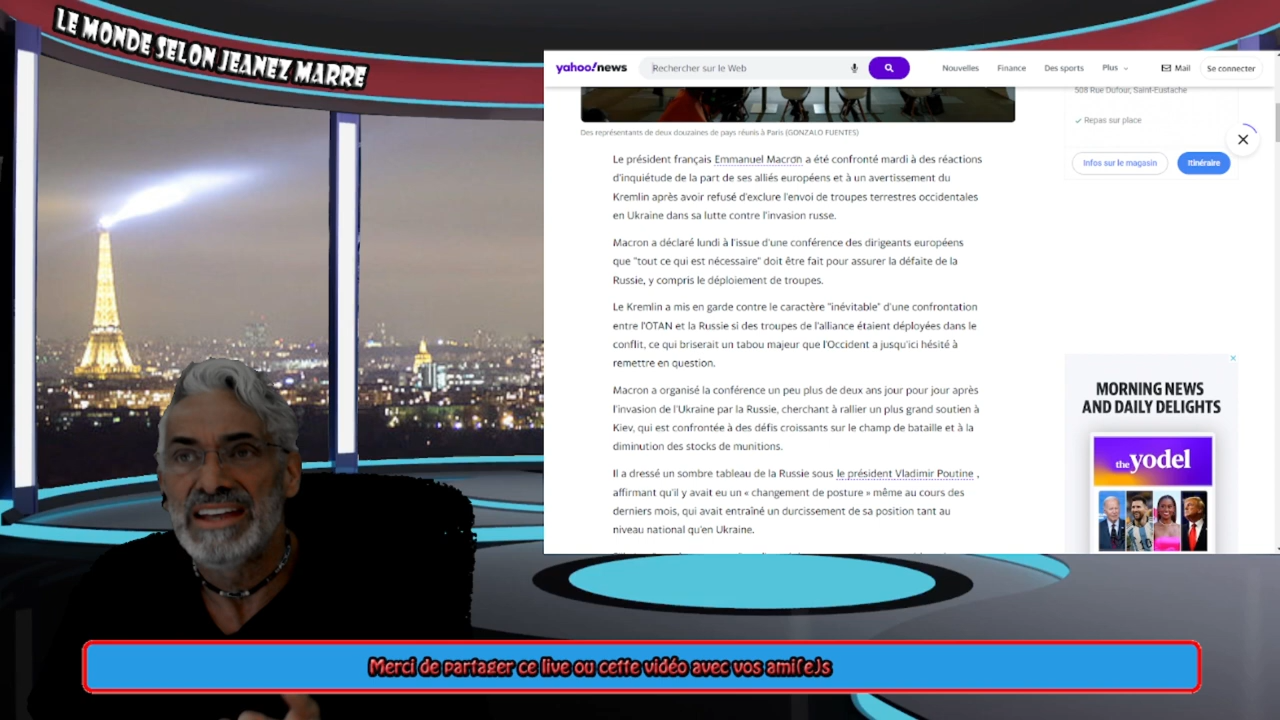 LE MONDE SELON JEANEZ MARRE
yahoo!news
Rechercher sur le Web
Nouvelles
Finance
Des sports
Plus
Mail
Se connecter
508 Rue Dufour, Saint-Eustache
Repas sur place
Infos sur le magasin
Itinéraire
Des représentants de deux douzaines de pays réunis à Paris (GONZALO FUENTES)
Le président français Emmanuel Macron a été confronté mardi à des réactions
d'inquiétude de la part de ses alliés européens et à un avertissement du
Kremlin après avoir refusé d'exclure l'envoi de troupes terrestres occidentales
en Ukraine dans sa lutte contre l'invasion russe.
Macron a déclaré lundi à l'issue d'une conférence des dirigeants européens
que "tout ce qui est nécessaire" doit être fait pour assurer la défaite de la
Russie, y compris le déploiement de troupes.
Le Kremlin a mis en garde contre le caractère "inévitable" d'une confrontation
entre l'OTAN et la Russie si des troupes de l'alliance étaient déployées dans le
conflit, ce qui briserait un tabou majeur que l'Occident a jusqu'ici hésité à
remettre en question.
Macron a organisé la conférence un peu plus de deux ans jour pour jour après
l'invasion de l'Ukraine par la Russie, cherchant à rallier un plus grand soutien à
Kiev, qui est confrontée à des défis croissants sur le champ de bataille et à la
diminution des stocks de munitions.
Il a dressé un sombre tableau de la Russie sous le président Vladimir Poutine ,
affirmant qu'il y avait eu un « changement de posture » même au cours des
derniers mois, qui avait entraîné un durcissement de sa position tant au
niveau national qu'en Ukraine.
MORNING NEWS
AND DAILY DELIGHTS
the yodel
Merci de partager ce live ou cette vidéo avec vos ami(e)s